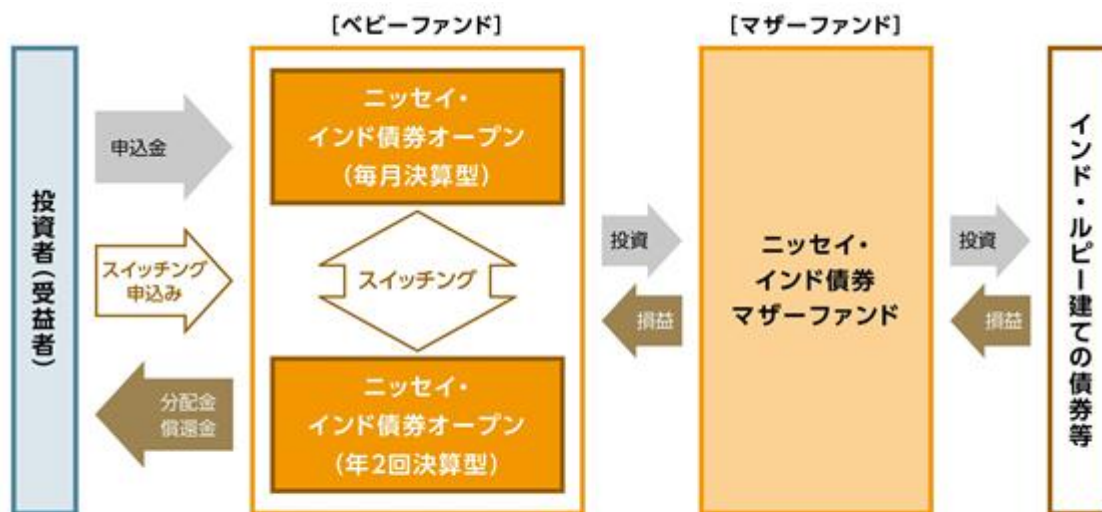 [ベビーファンド]
[マザーファンド]
投資者(受益者)
申込金
スイッチング
申込み
分配金
償還金
ニッセイ・
インド債券オープン
(毎月決算型)
スイッチング
ニッセイ・
インド債券オープン
(年2回決算型)
投資
損益
ニッセイ・
インド債券
マザーファンド
投資
損益
インド・ルピー建ての債券等